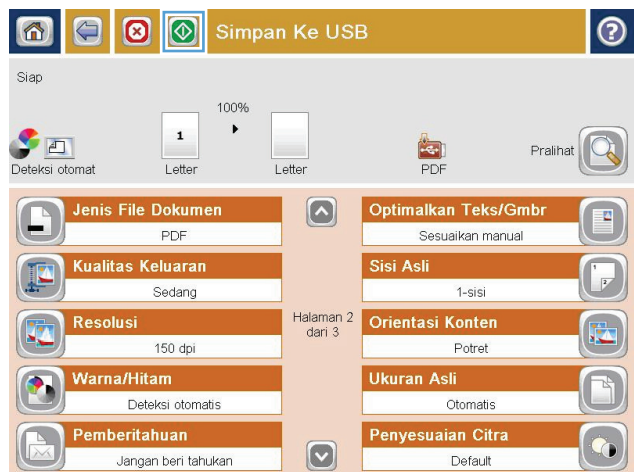 Simpan Ke USB
?
Siap
100%
1
Deteksi otomat
Letter
Letter
PDF
Pralihat
Jenis File Dokumen
PDF
Kualitas Keluaran
Sedang
Resolusi
150 dpi
Warna/Hitam
Deteksi otomatis
Pemberitahuan
Jangan beri tahukan
Halaman 2
dari 3
Optimalkan Teks/Gmbr
Sesuaikan manual
Sisi Asli
1-sisi
1
2
Orientasi Konten
Potret
Ukuran Asli
Otomatis
Penyesuaian Citra
Default